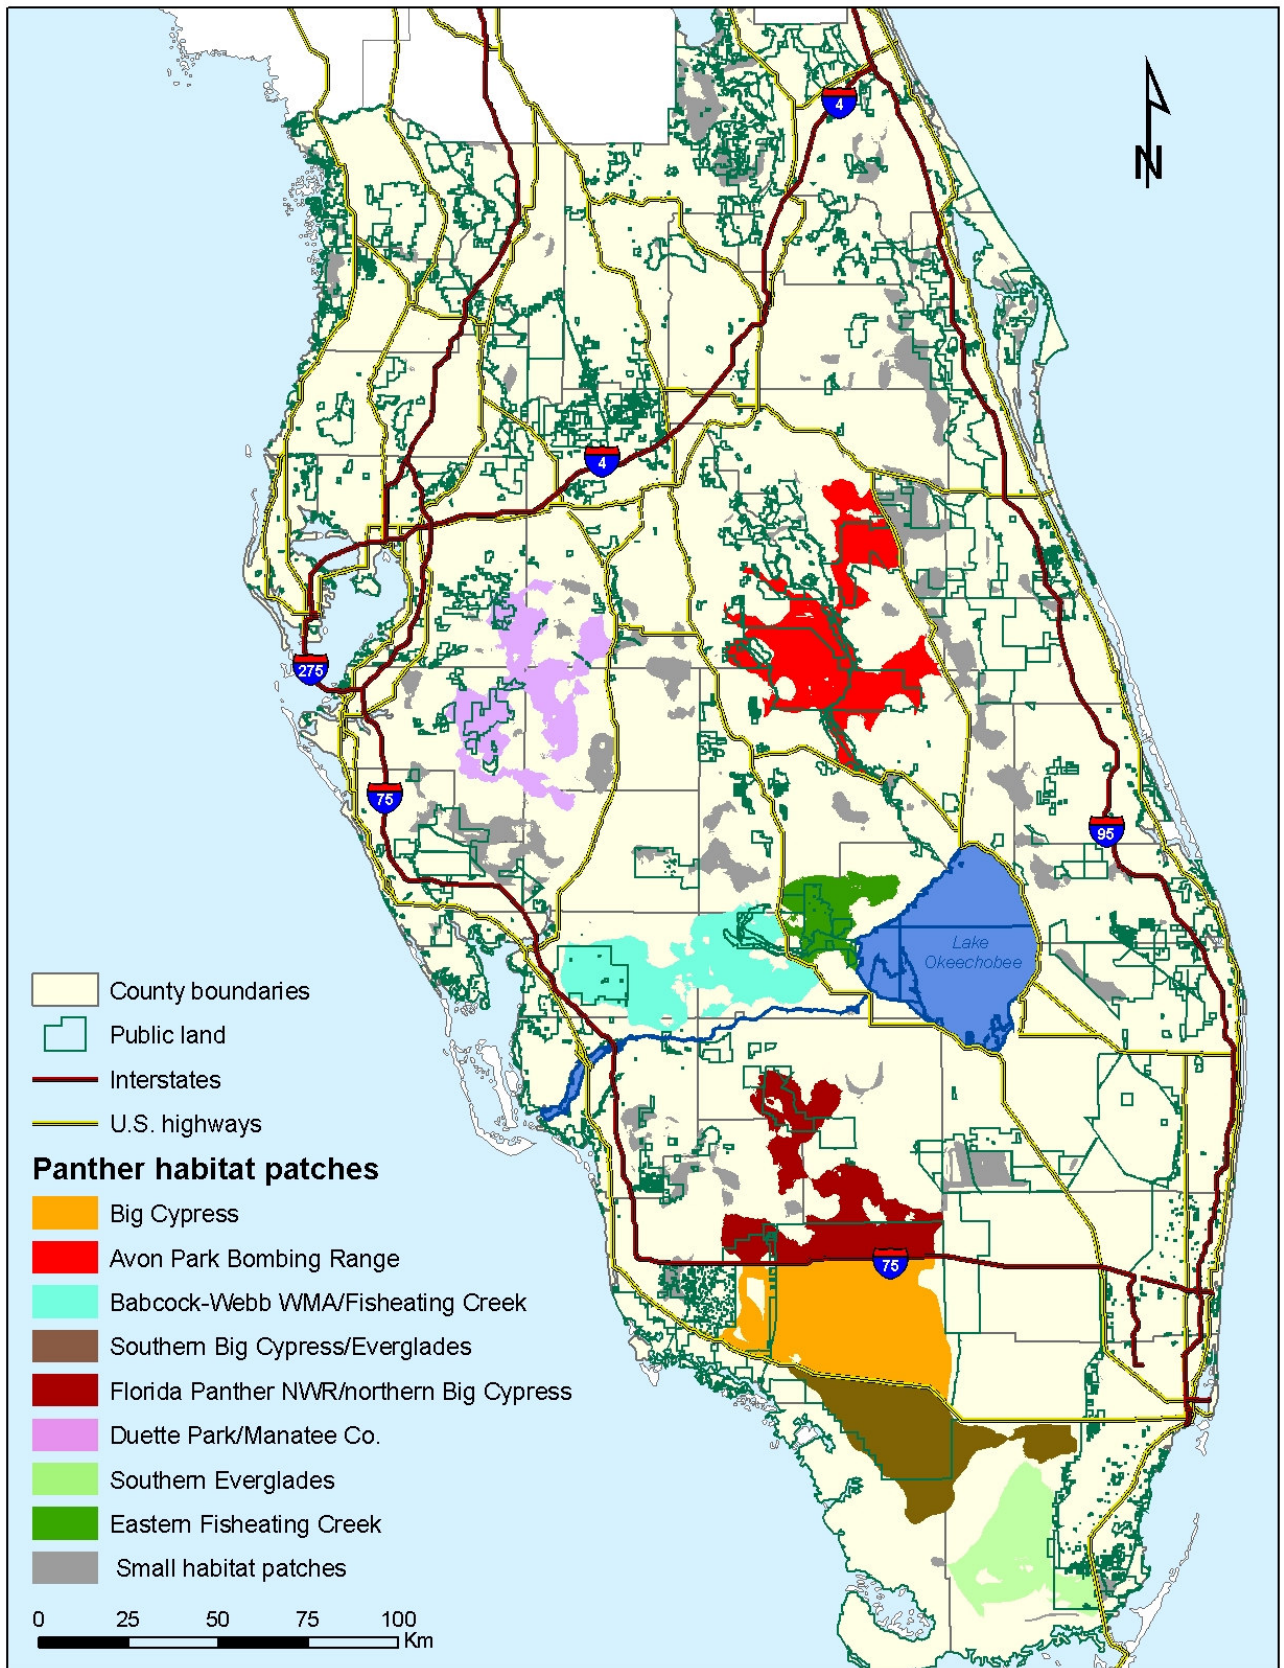 4
N
4
275
75
95
Lake
Okeechobee
County boundaries
Public land
Interstates
U.S. highways
Panther habitat patches
Big Cypress
75
Avon Park Bombing Range
Babcock-Webb WMA/Fisheating Creek
Southern Big Cypress/Everglades
Florida Panther NWR/northern Big Cypress
Duette Park/Manatee Co.
Southern Everglades
Eastern Fisheating Creek
Small habitat patches
0 25 50 75 100
Km